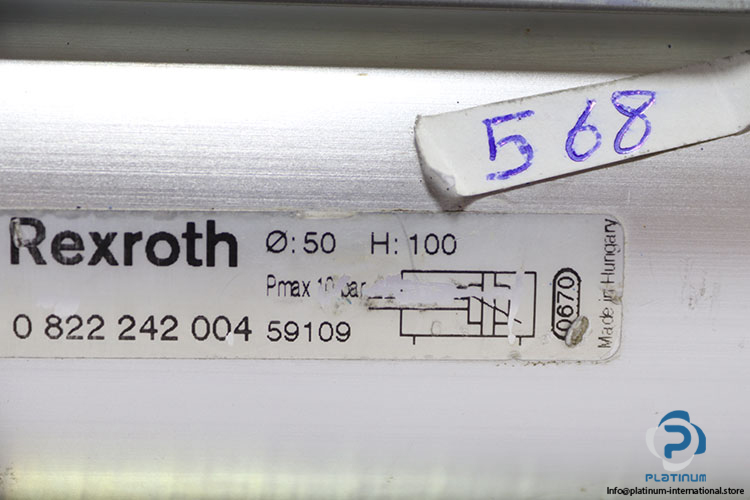 568
Rexroth Ø:50 H:100
Pmax 10 bar
0 822 242 004 59109
0670
Made in Hungary
PLATINUM
Info@platinum-international.store